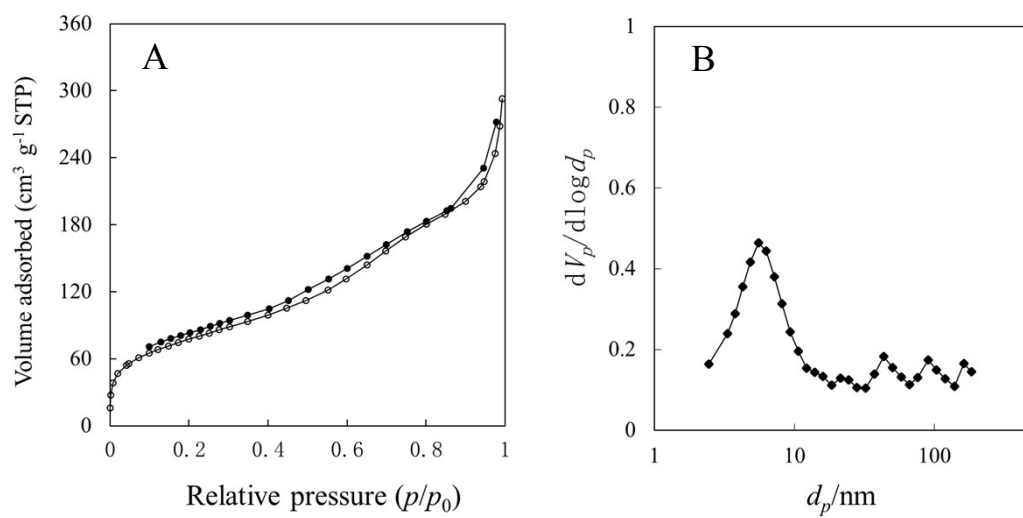 A
Volume adsorbed (cm³ g⁻¹ STP)
360
300
240
180
120
60
0
0 0.2 0.4 0.6 0.8 1
Relative pressure (p/p₀)
B
dVₚ/dlogdₚ
1
0.8
0.6
0.4
0.2
0
1 10 100
dₚ/nm